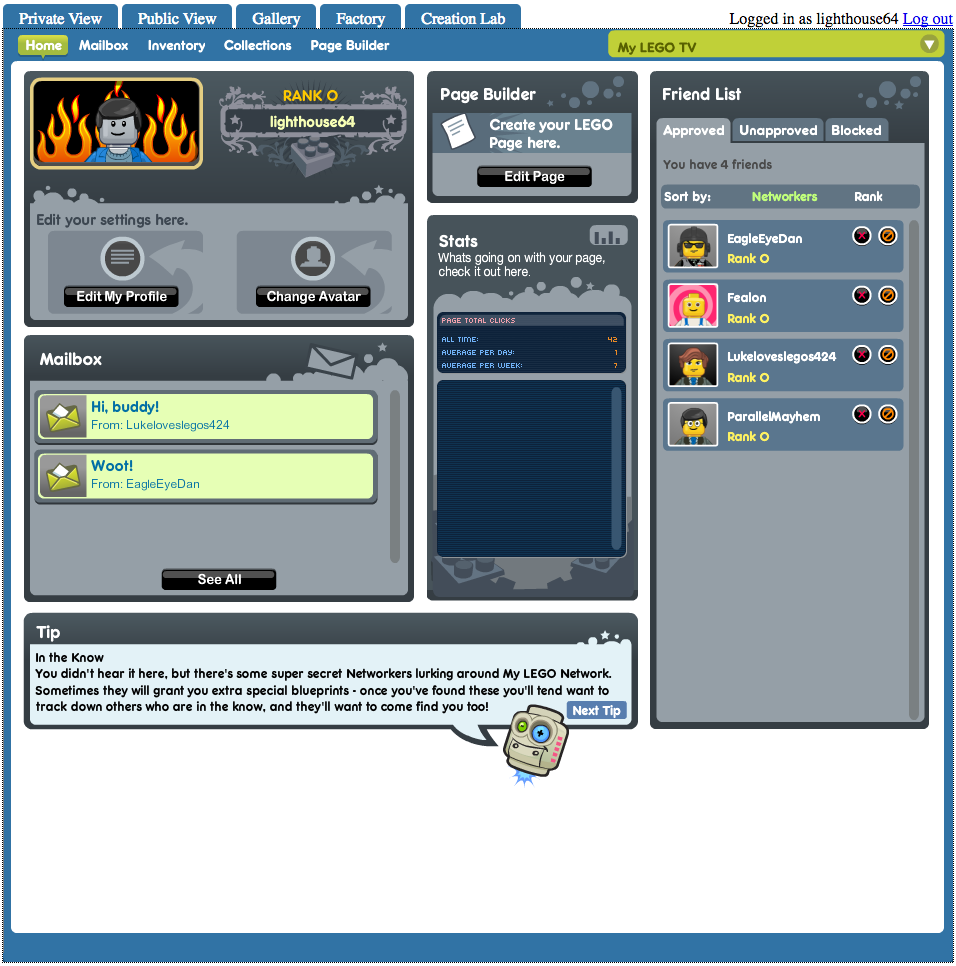 Private View
Public View
Gallery
Factory
Creation Lab
Logged in as lighthouse64 Log out
Home
Mailbox
Inventory
Collections
Page Builder
My LEGO TV
RANK 0
lighthouse64
Edit your settings here.
Edit My Profile
Change Avatar
Mailbox
Hi, buddy!
From: Lukeloveslegos424
Woot!
From: EagleEyeDan
See All
Page Builder
Create your LEGO
Page here.
Edit Page
Stats
Whats going on with your page,
check it out here.
PAGE TOTAL CLICKS
ALL TIME: 42
AVERAGE PER DAY: 1
AVERAGE PER WEEK: 7
Friend List
Approved
Unapproved
Blocked
You have 4 friends
Sort by: Networkers Rank
EagleEyeDan
Rank 0
Fealon
Rank 0
Lukeloveslegos424
Rank 0
ParallelMayhem
Rank 0
Tip
In the Know
You didn't hear it here, but there's some super secret Networkers lurking around My LEGO Network.
Sometimes they will grant you extra special blueprints - once you've found these you'll tend want to
track down others who are in the know, and they'll want to come find you too!
Next Tip